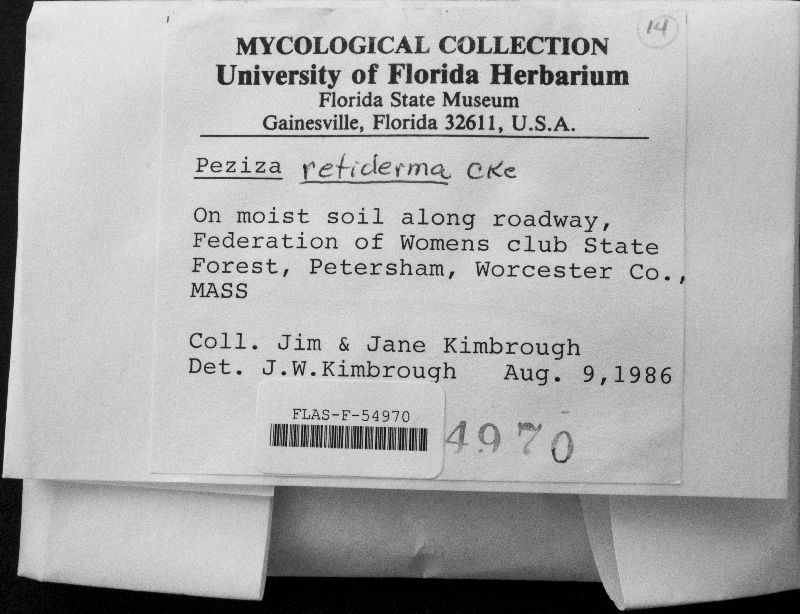 14
MYCOLOGICAL COLLECTION
University of Florida Herbarium
Florida State Museum
Gainesville, Florida 32611, U.S.A.
Peziza retiderma CKe
On moist soil along roadway,
Federation of Womens club State
Forest, Petersham, Worcester Co.,
MASS
Coll. Jim & Jane Kimbrough
Det. J.W.Kimbrough Aug. 9,1986
FLAS-F-54970
4970